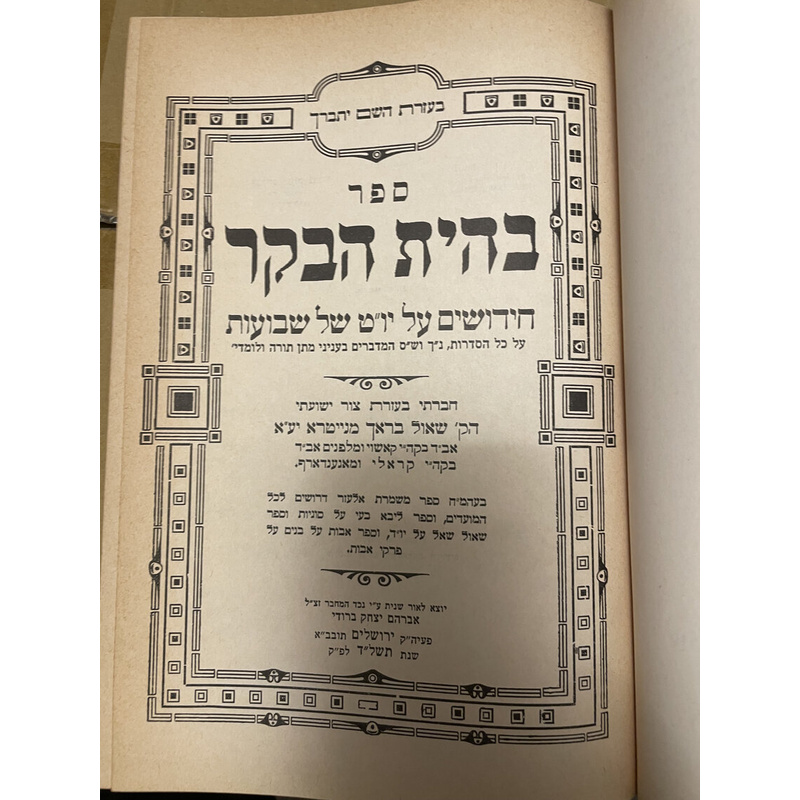 בעזרת השם יתברך
ספר
בהית הבקר
חידושים על יו"ט של שבועות
על כל הסדרות, נ"ך וש"ס המדברים בעניני מתן תורה ולומדי'
חברתי בעזרת צור ישועתי
הק' שאול בראך מנייטרא יע"א
אב"ד בקה"י קאשוי ומלפנים אב"ד
בקה"י קראלי ומאגענדארף.
בעהמ"ח ספר משמרת אלעזר דרושים לכל
המועדים, וספר ליבא בעי על סוגיות וספר
שאול שאל על יו"ד, וספר אבות על בנים על
פרקי אבות.
יוצא לאור שנית ע"י נכד המחבר זצ"ל
אברהם יצחק ברודי
פעיה"ק ירושלים תובב"א
שנת תשל"ד לפ"ק